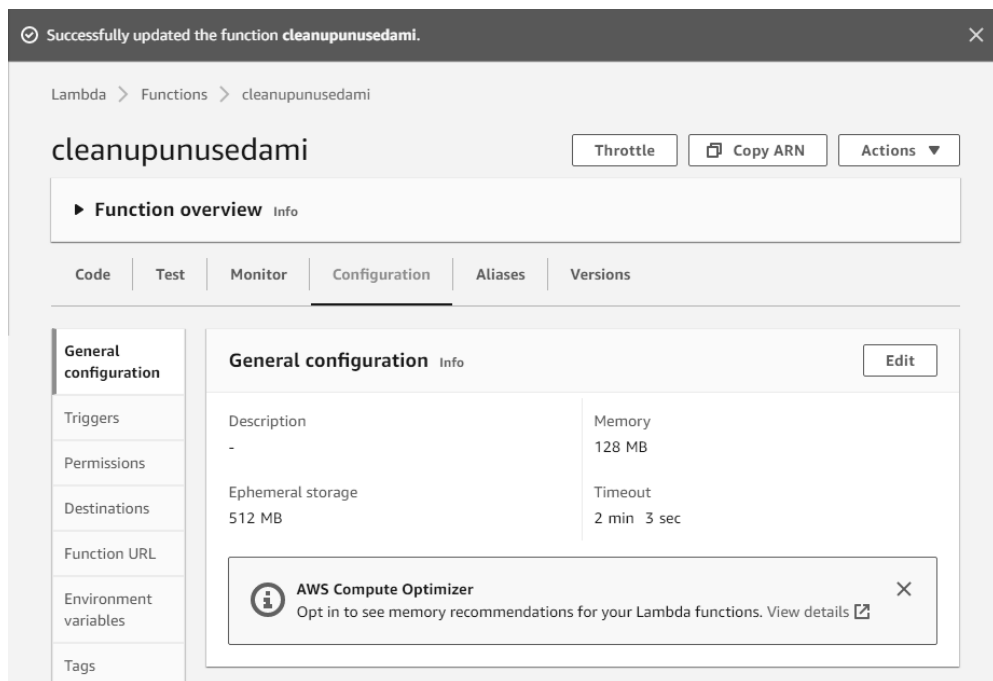 Successfully updated the function cleanupunusedami.
Lambda > Functions > cleanupunusedami
cleanupunusedami
Throttle
Copy ARN
Actions
Function overview Info
Code
Test
Monitor
Configuration
Aliases
Versions
General
configuration
Triggers
Permissions
Destinations
Function URL
Environment
variables
Tags
General configuration Info
Edit
Description
-
Memory
128 MB
Ephemeral storage
512 MB
Timeout
2 min 3 sec
AWS Compute Optimizer
Opt in to see memory recommendations for your Lambda functions. View details